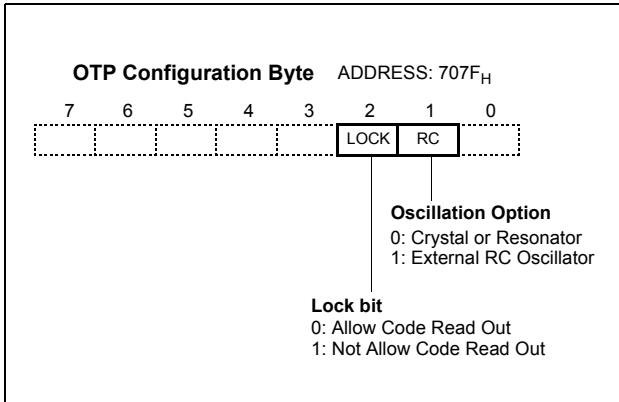 OTP Configuration Byte ADDRESS: 707FH
7 6 5 4 3 2 1 0
LOCK RC
Oscillation Option
0: Crystal or Resonator
1: External RC Oscillator
Lock bit
0: Allow Code Read Out
1: Not Allow Code Read Out